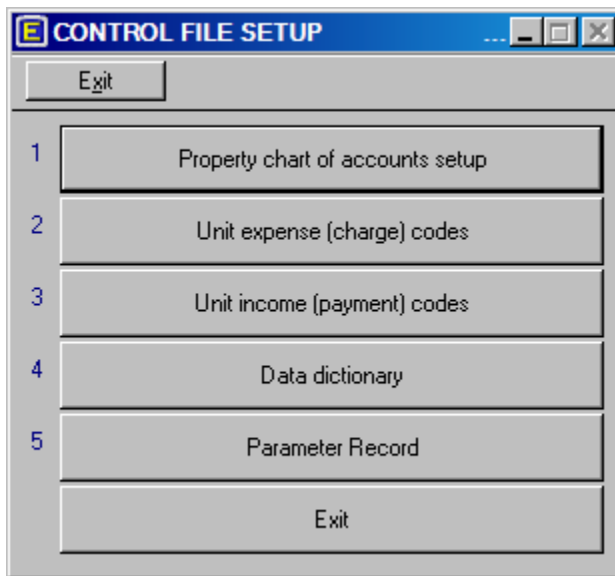 E CONTROL FILE SETUP ...
Exit
1 Property chart of accounts setup
2 Unit expense (charge) codes
3 Unit income (payment) codes
4 Data dictionary
5 Parameter Record
Exit